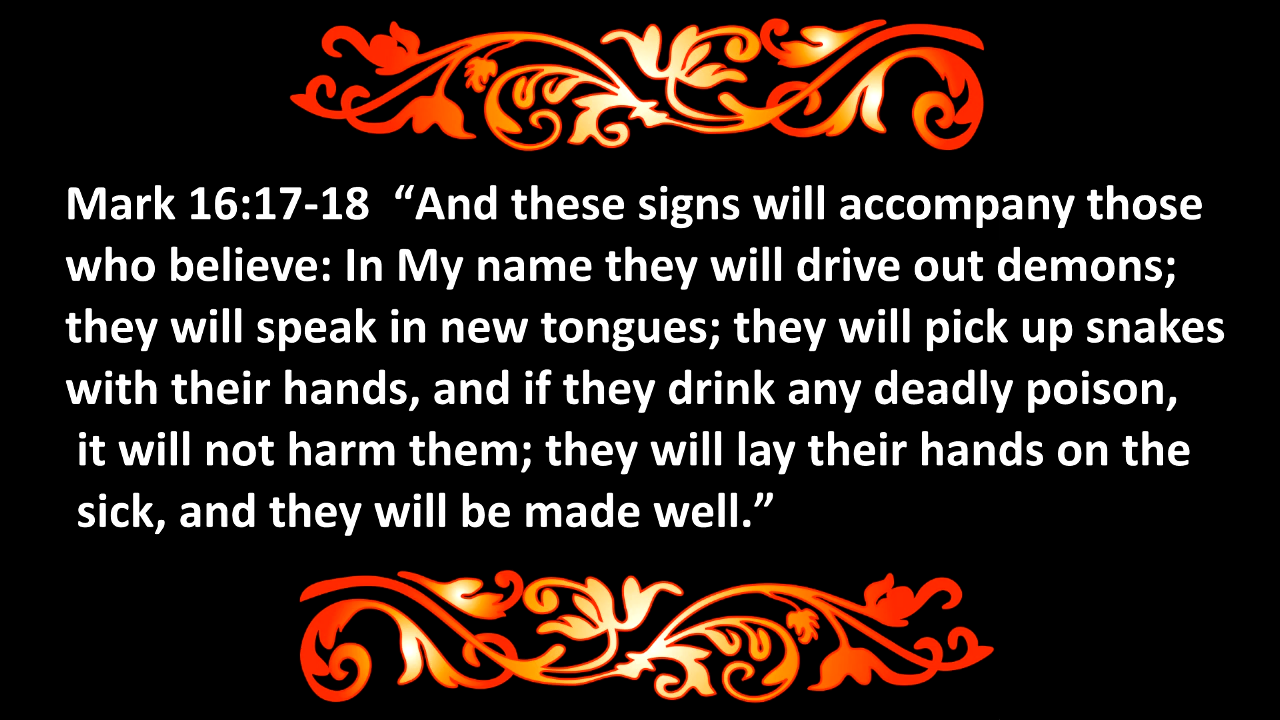 Mark 16:17-18  “And these signs will accompany those
who believe: In My name they will drive out demons;
they will speak in new tongues; they will pick up snakes
with their hands, and if they drink any deadly poison,
it will not harm them; they will lay their hands on the
sick, and they will be made well.”